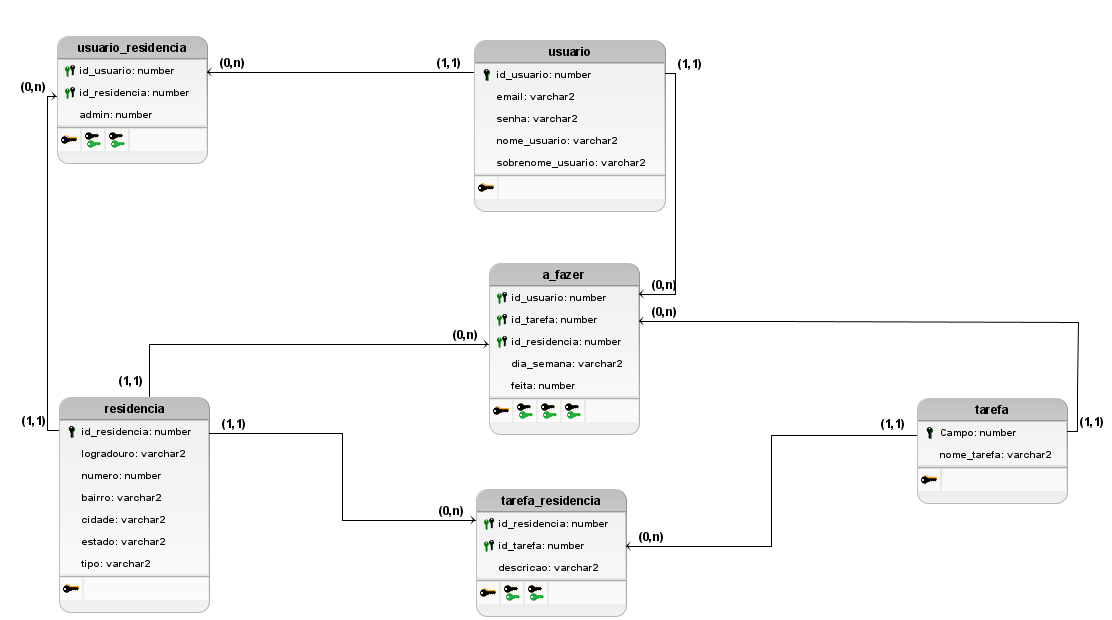 usuario_residencia
id_usuario: number
id_residencia: number
admin: number
(0,n)
(1,1)
(0,n)
usuario
id_usuario: number
email: varchar2
senha: varchar2
nome_usuario: varchar2
sobrenome_usuario: varchar2
(1,1)
a_fazer
id_usuario: number
id_tarefa: number
id_residencia: number
dia_semana: varchar2
feita: number
(0,n)
(0,n)
(0,n)
(1,1)
(1,1)
residencia
id_residencia: number
logradouro: varchar2
numero: number
bairro: varchar2
cidade: varchar2
estado: varchar2
tipo: varchar2
(1,1)
(0,n)
tarefa_residencia
id_residencia: number
id_tarefa: number
descricao: varchar2
(0,n)
(1,1)
tarefa
Campo: number
nome_tarefa: varchar2
(1,1)